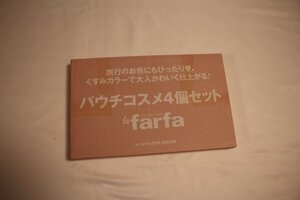 旅行のお供にもぴったり♥
くすみカラーで大人かわいく仕上がる♪
パウチコスメ4個セット
la farfa